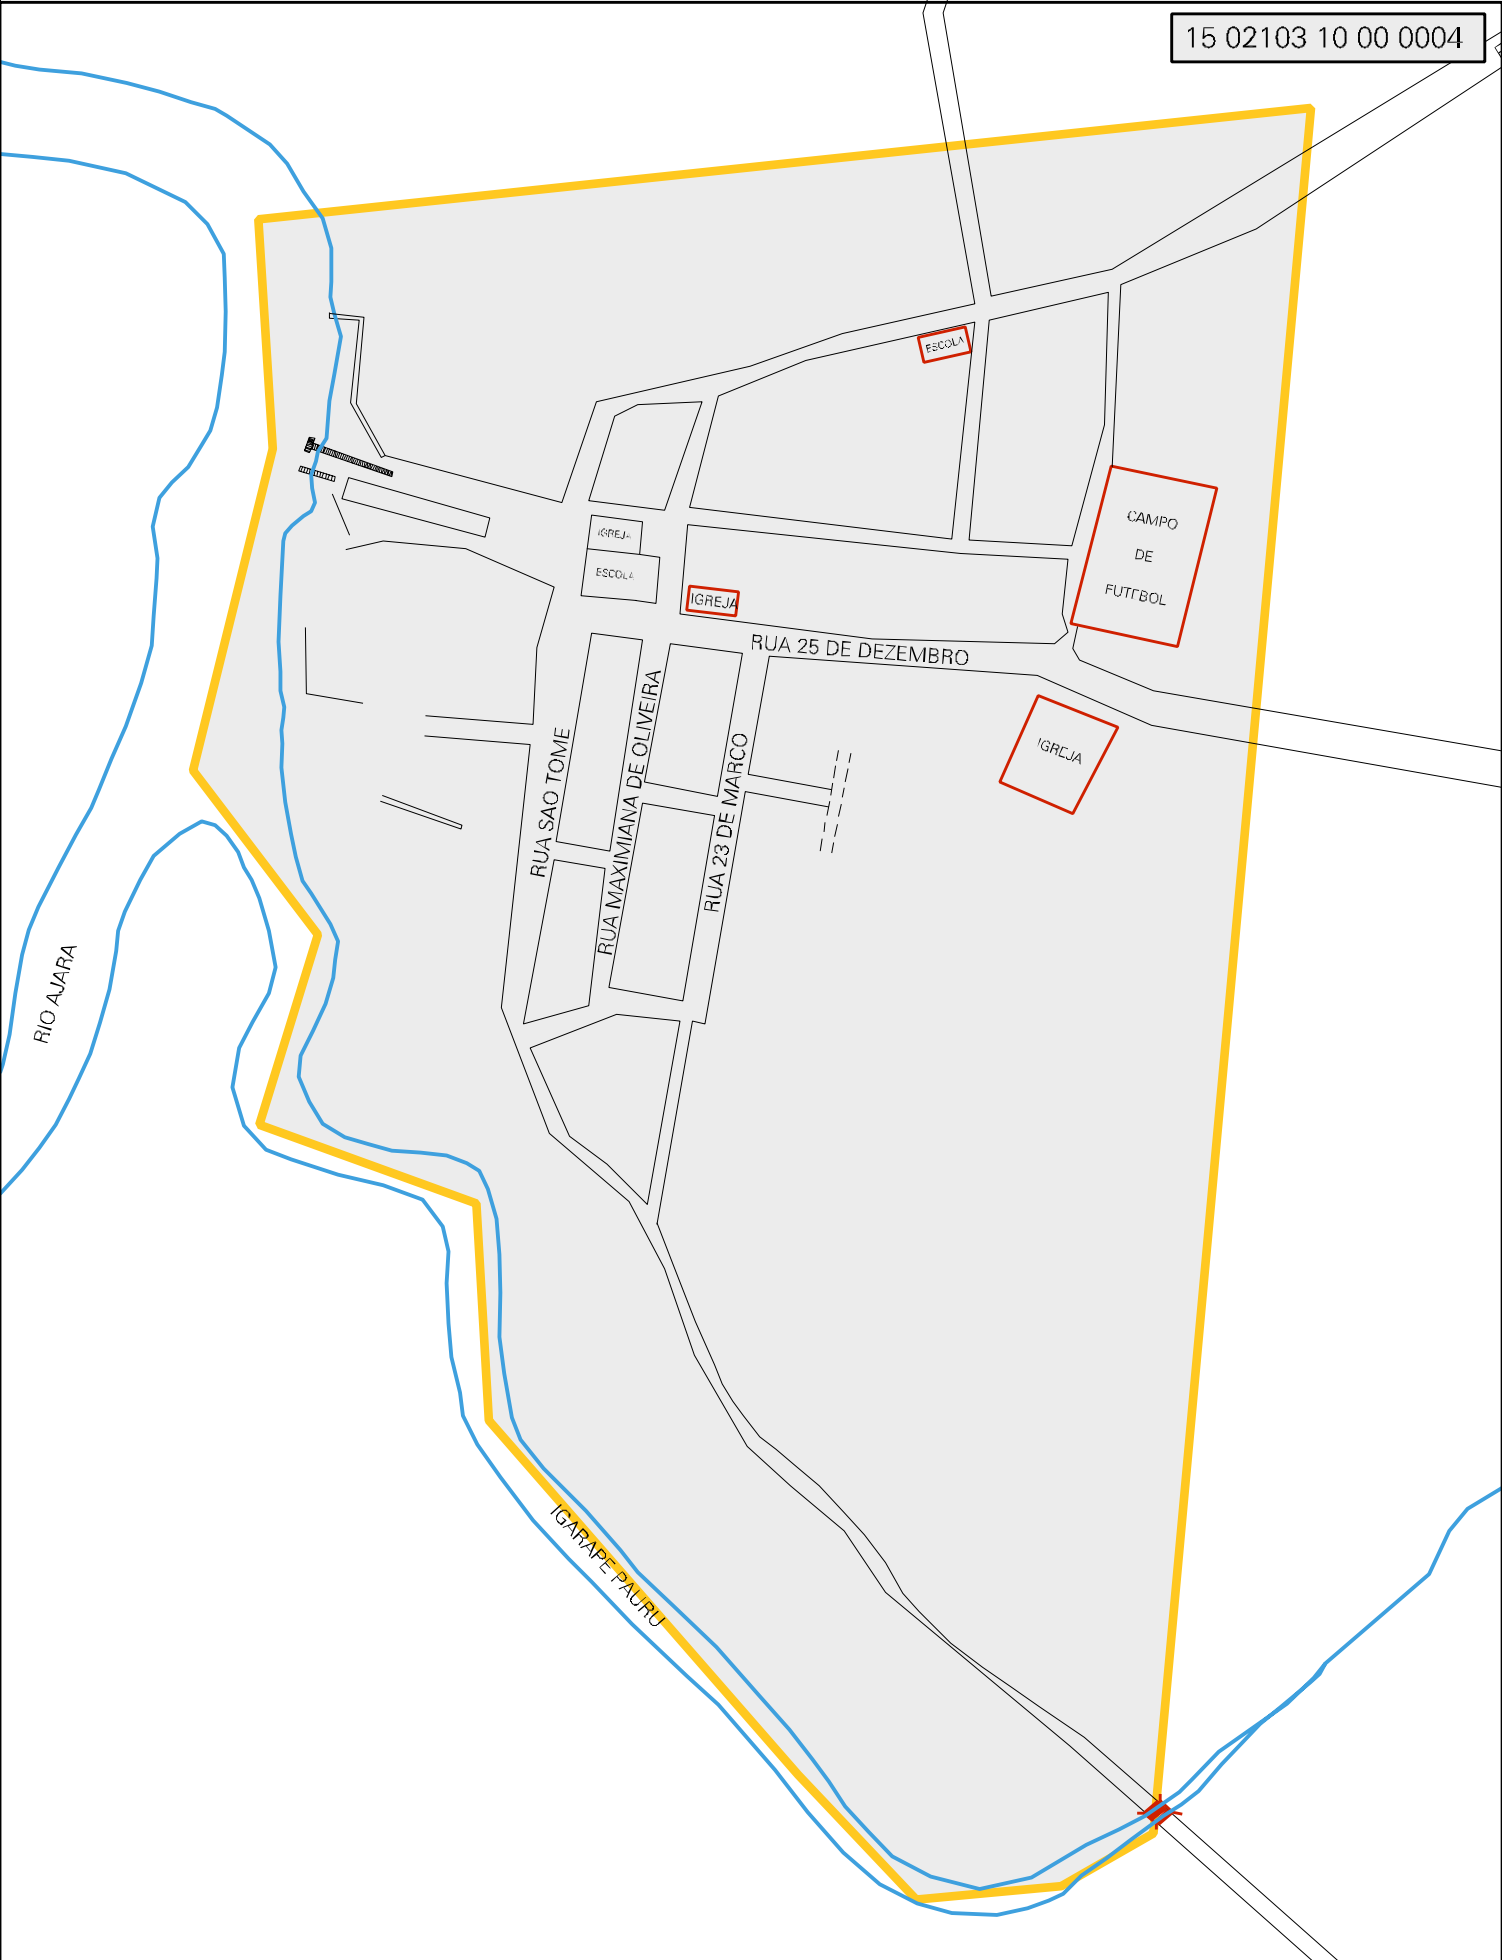 15 02103 10 00 0004
ESCOLA
CAMPO
DE
FUTEBOL
IGREJA
ESCOLA
IGREJA
RUA 25 DE DEZEMBRO
IGREJA
RUA SAO TOME
RUA MAXIMIANA DE OLIVEIRA
RUA 23 DE MARCO
RIO AJARA
IGARAPE PAURU